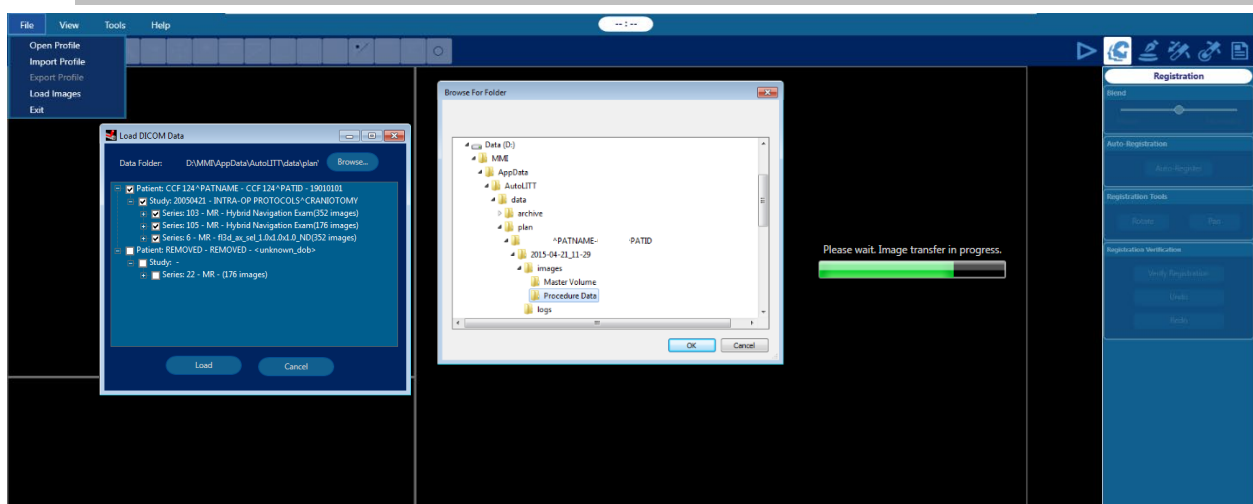 File View Tools Help --:--
Open Profile
Import Profile
Export Profile
Load Images
Exit
Load DICOM Data
Data Folder: D:\MMI\AppData\AutoLITT\data\plan\ Browse...
Patient: CCF124^PATNAME - CCF124^PATID - 19010101
Study: 20050421 - INTRA-OP PROTOCOLS^CRANIOTOMY
Series: 103 - MR - Hybrid Navigation Exam(352 images)
Series: 105 - MR - Hybrid Navigation Exam(176 images)
Series: 6 - MR - fl3d_ax_sel_1.0x1.0x1.0_ND(352 images)
Patient: REMOVED - REMOVED - <unknown_dob>
Study: -
Series: 22 - MR - (176 images)
Load Cancel
Browse For Folder
Data (D:)
MMI
AppData
AutoLITT
data
archive
plan
^PATNAME- ^PATID
2015-04-21_11-29
images
Master Volume
Procedure Data
logs
OK Cancel
Please wait. Image transfer in progress.
Registration
Blend
Auto-Registration
Auto-Register
Registration Tools
Rotate Pan
Registration Verification
Verify Registration
Undo
Redo